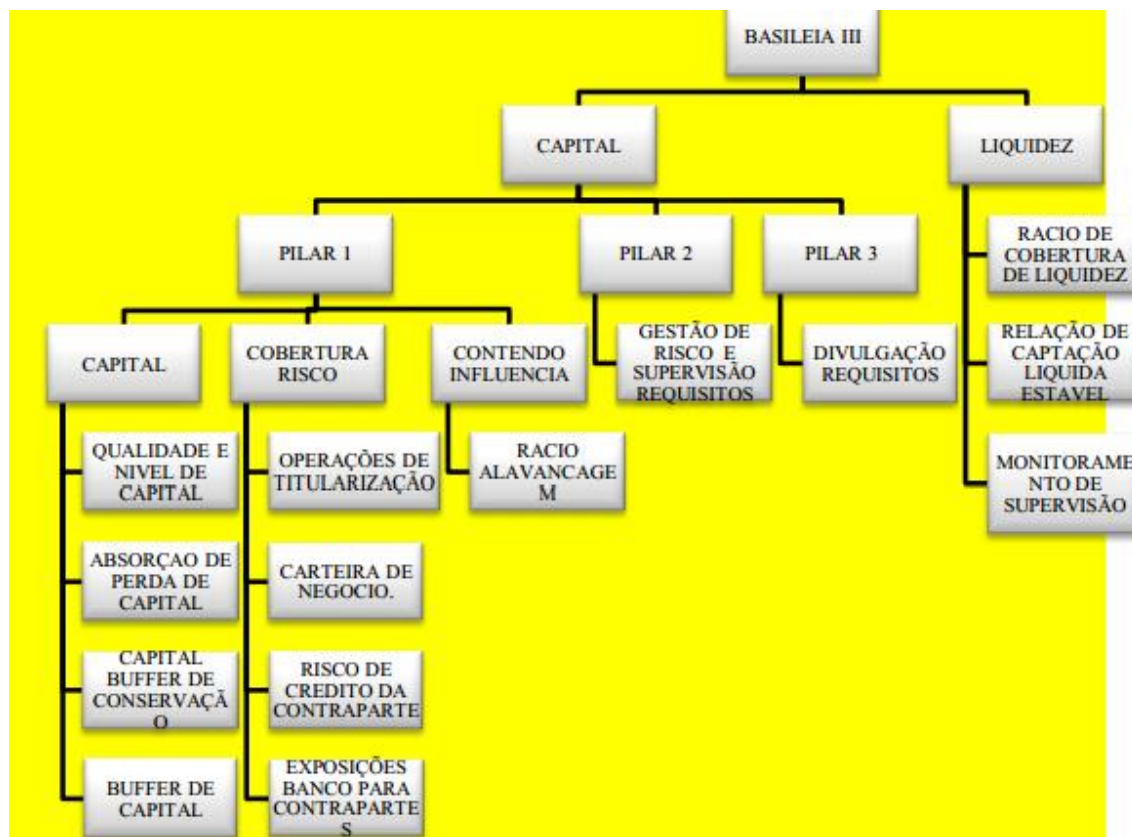 BASILEIA III
CAPITAL
LIQUIDEZ
PILAR 1
PILAR 2
PILAR 3
RACIO DE
COBERTURA
DE LIQUIDEZ
CAPITAL
COBERTURA
RISCO
CONTENDO
INFLUENCIA
GESTÃO DE
RISCO E
SUPERVISÃO
REQUISITOS
DIVULGAÇÃO
REQUISITOS
RELAÇÃO DE
CAPTAÇÃO
LIQUIDA
ESTAVEL
QUALIDADE E
NIVEL DE
CAPITAL
OPERAÇÕES DE
TITULARIZAÇÃO
RACIO
ALAVANCAGE
M
MONITORAME
NTO DE
SUPERVISÃO
ABSORÇAO DE
PERDA DE
CAPITAL
CARTEIRA DE
NEGOCIO.
CAPITAL
BUFFER DE
CONSERVAÇÃ
O
RISCO DE
CREDITO DA
CONTRAPARTE
BUFFER DE
CAPITAL
EXPOSIÇÕES
BANCO PARA
CONTRAPARTE
S